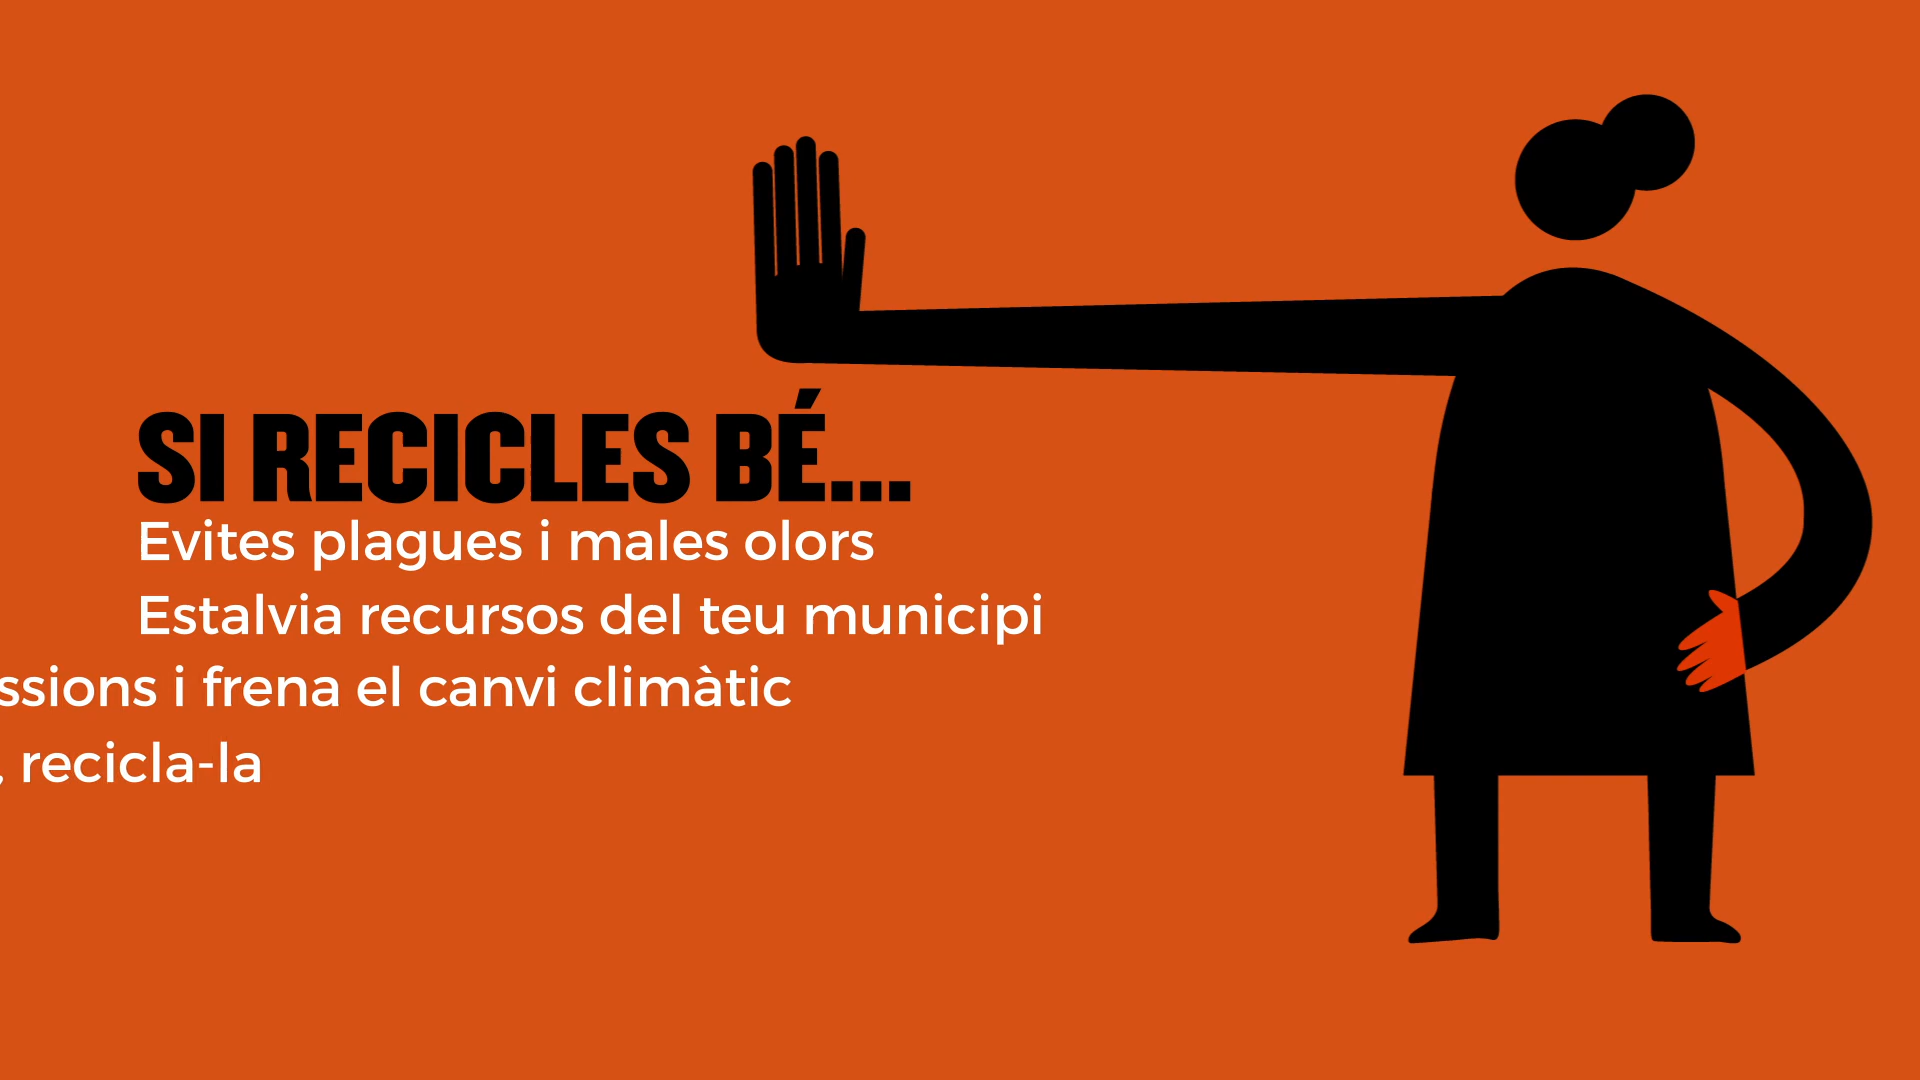 SI RECICLES BÉ...
Evites plagues i males olors
Estalvia recursos del teu municipi
ssions i frena el canvi climàtic
, recicla-la